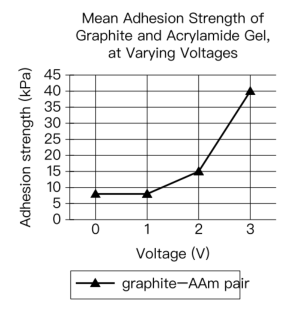 Mean Adhesion Strength of
Graphite and Acrylamide Gel,
at Varying Voltages
Adhesion strength (kPa)
45
40
35
30
25
20
15
10
5
0
0 1 2 3
Voltage (V)
graphite—AAm pair